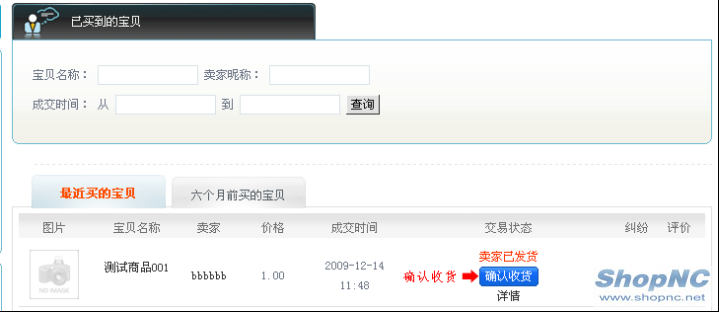 已买到的宝贝
宝贝名称： 卖家昵称：
成交时间： 从 到 查询
最近买的宝贝 六个月前买的宝贝
图片 宝贝名称 卖家 价格 成交时间 交易状态 纠纷 评价
NO IMAGE 测试商品001 bbbbbb 1.00 2009-12-14 11:48 确认收货 卖家已发货 确认收货 详情
ShopNC
www.shopnc.net